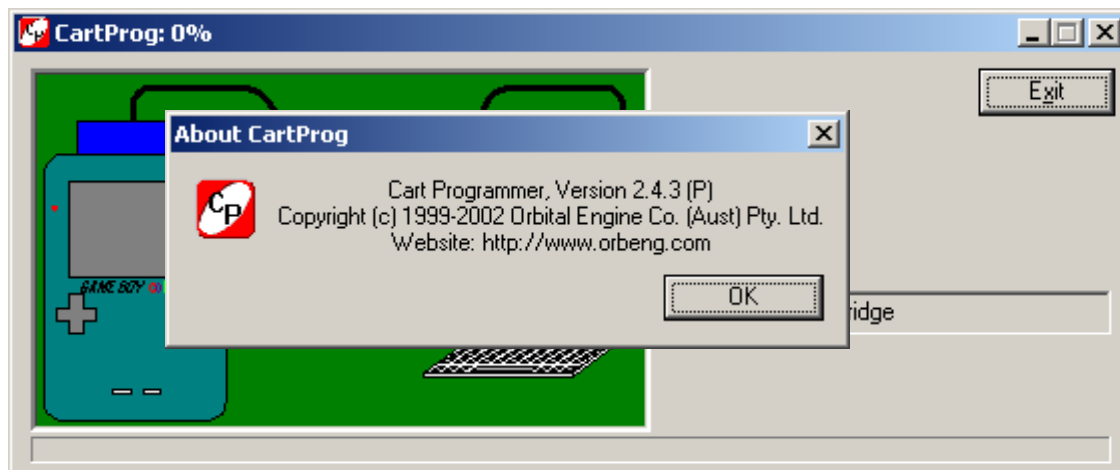 CartProg: 0%
Exit
About CartProg
CP
Cart Programmer, Version 2.4.3 (P)
Copyright (c) 1999-2002 Orbital Engine Co. (Aust) Pty. Ltd.
Website: http://www.orbeng.com
OK
GAME BOY
ridge